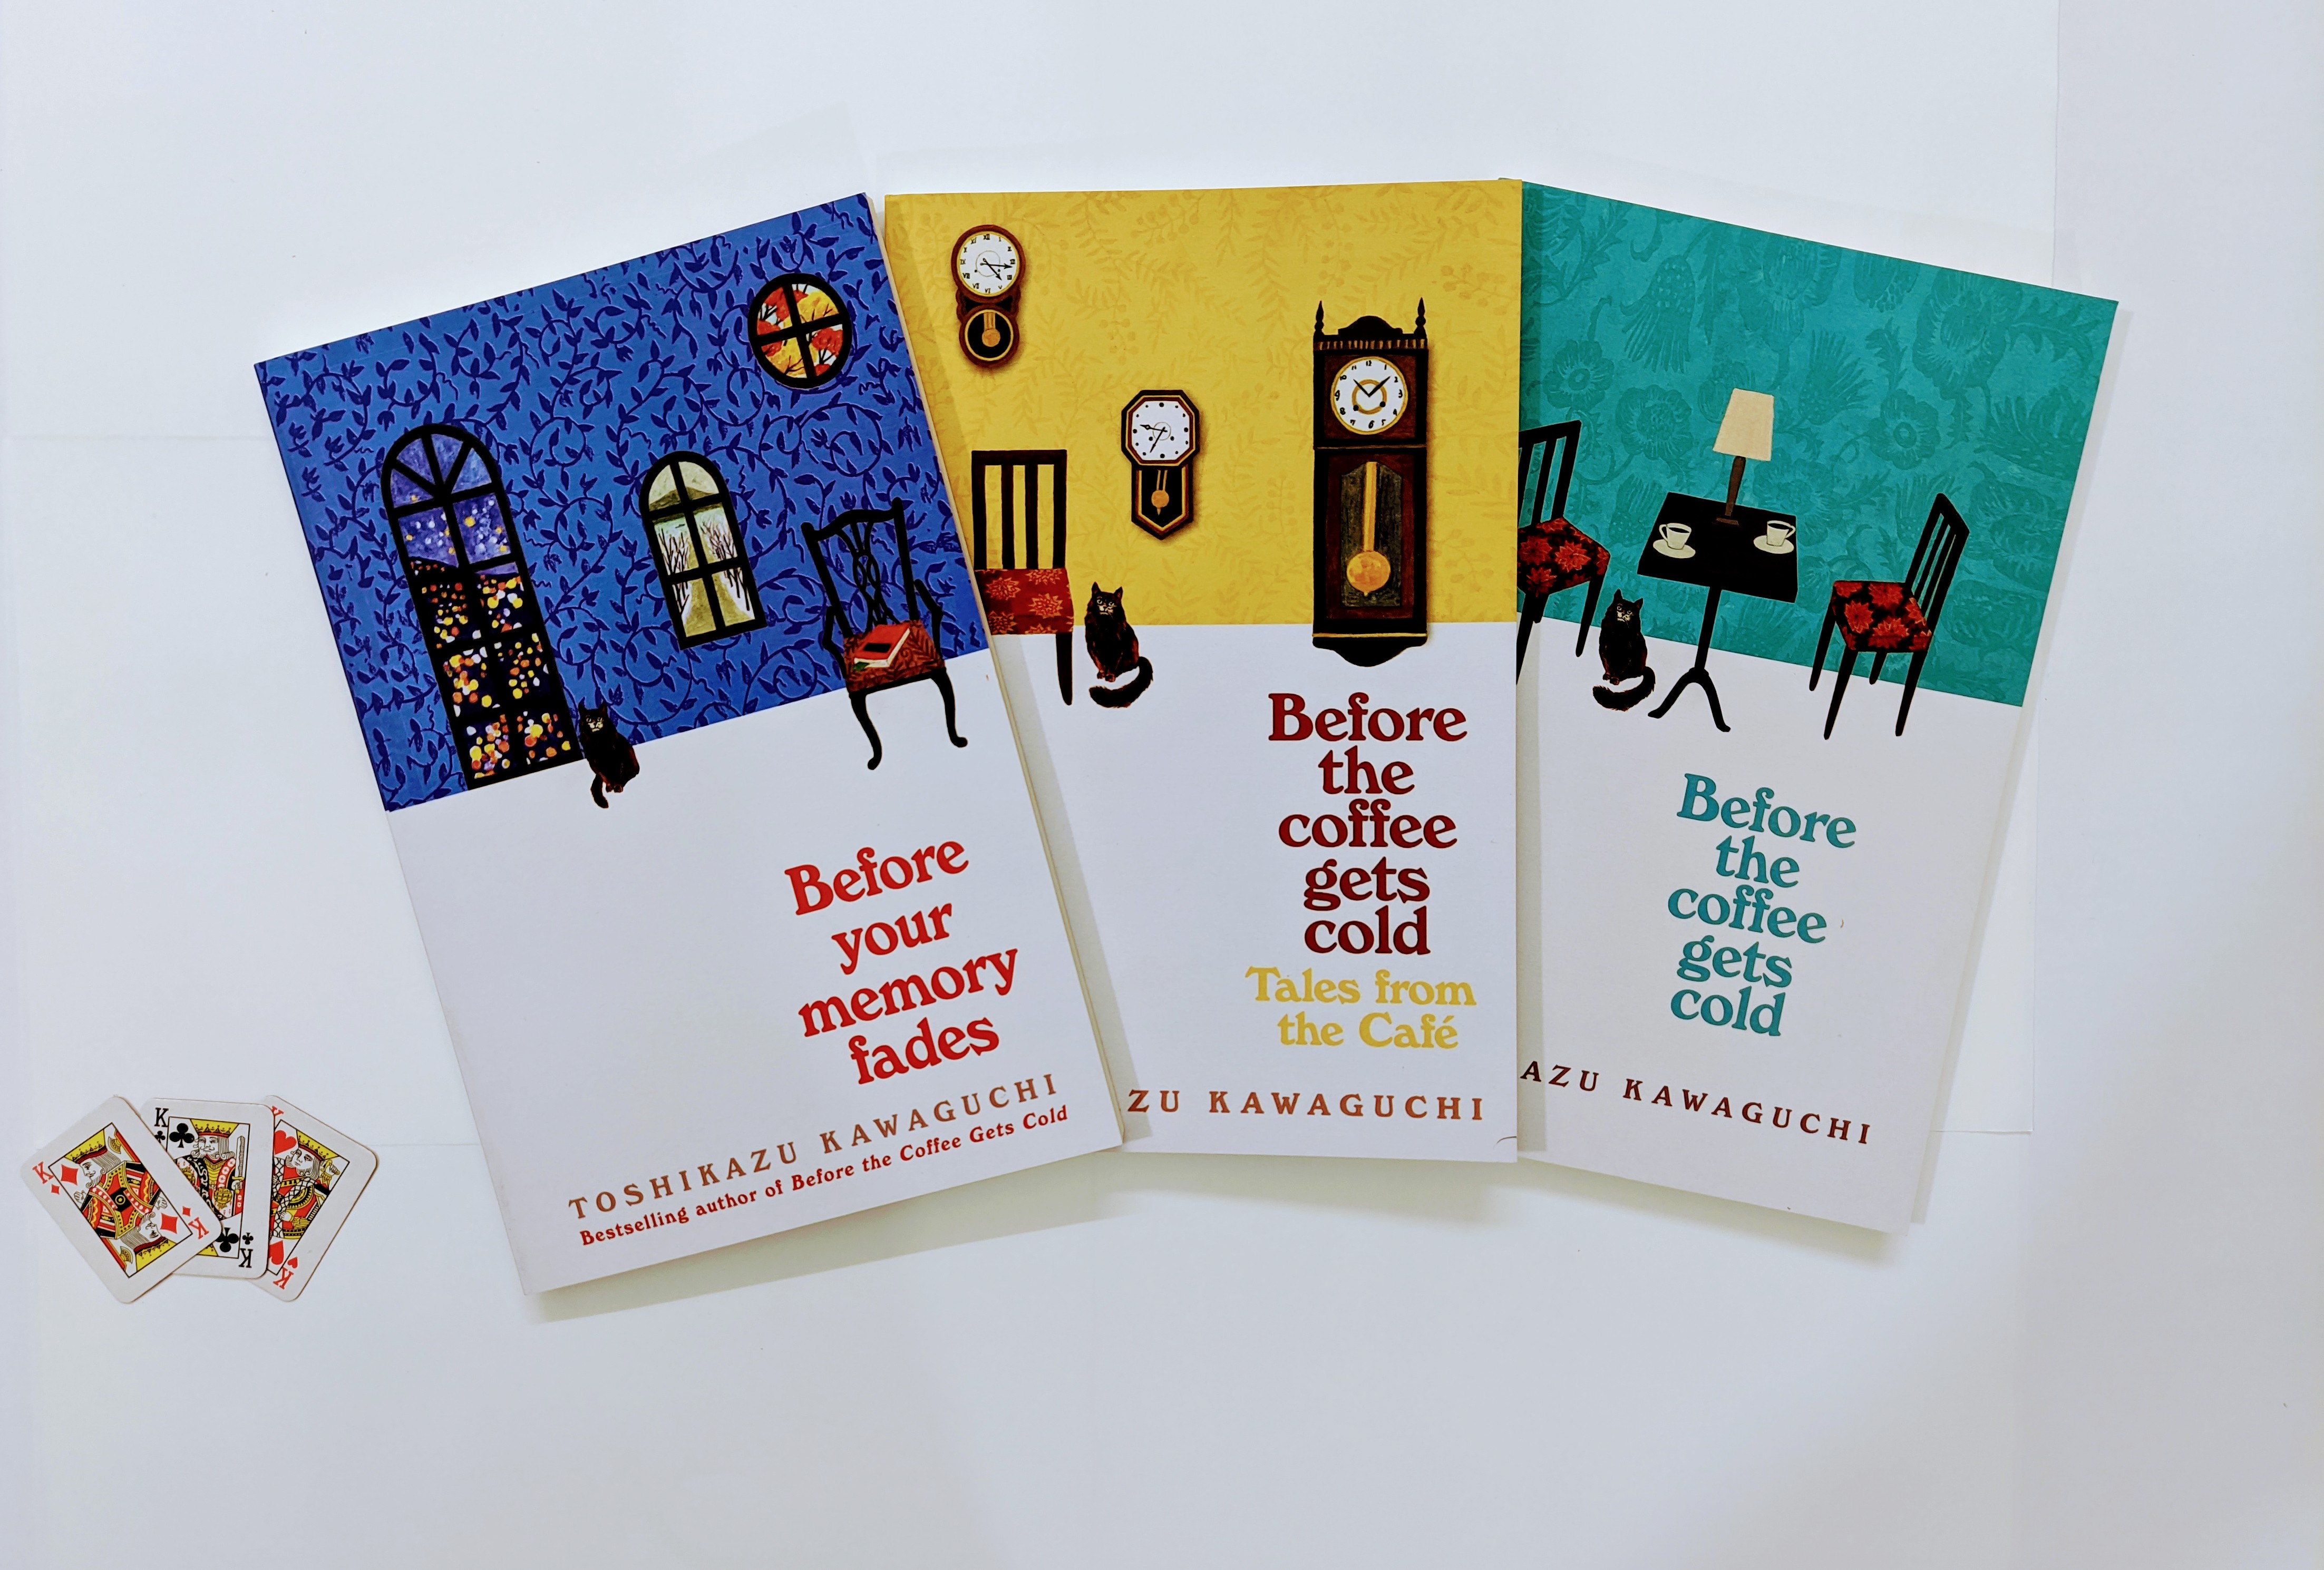 Before
your
memory
fades
TOSHIKAZU KAWAGUCHI
Bestselling author of Before the Coffee Gets Cold
Before
the
coffee
gets
cold
Tales from
the Café
ZU KAWAGUCHI
Before
the
coffee
gets
cold
AZU KAWAGUCHI
K
K
K
K
K